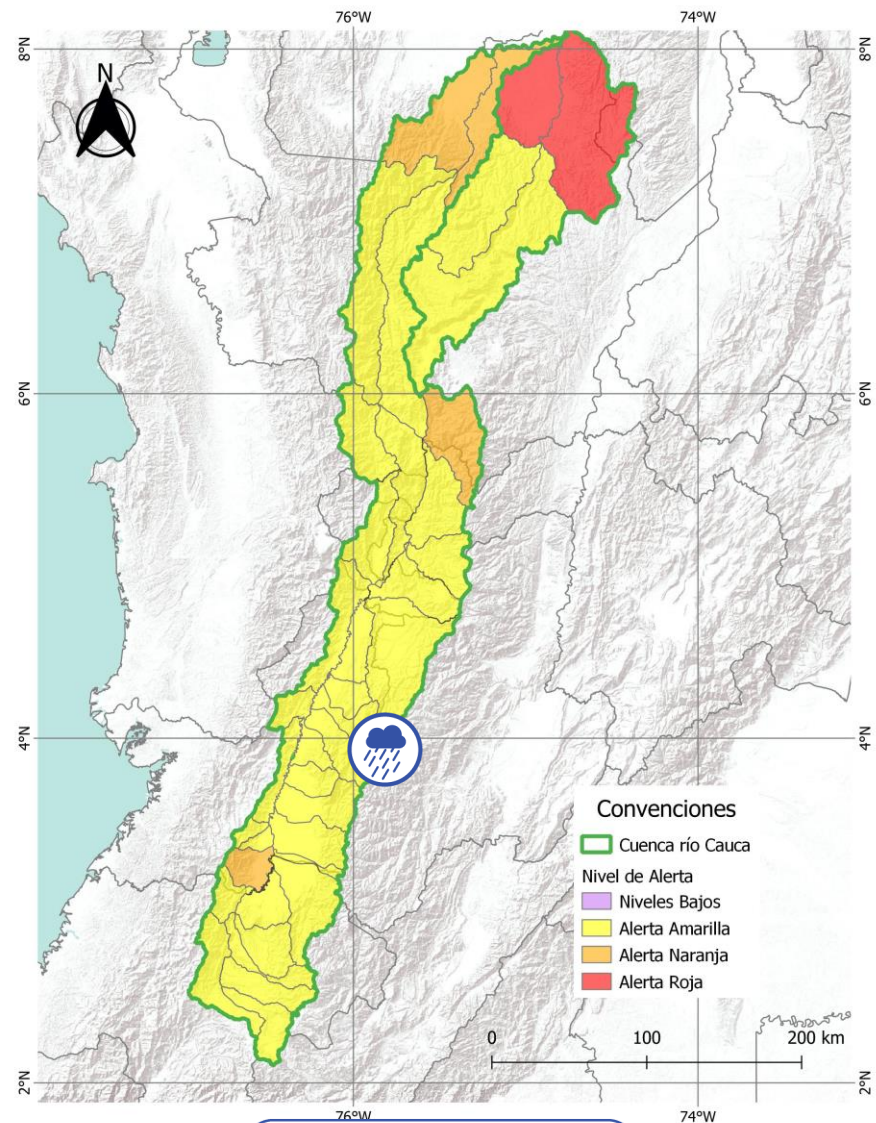 76°W 74°W
8°N 8°N
N
6°N 6°N
4°N 4°N
Convenciones
Cuenca río Cauca
Nivel de Alerta
Niveles Bajos
Alerta Amarilla
Alerta Naranja
Alerta Roja
0 100 200 km
2°N 2°N
76°W 74°W